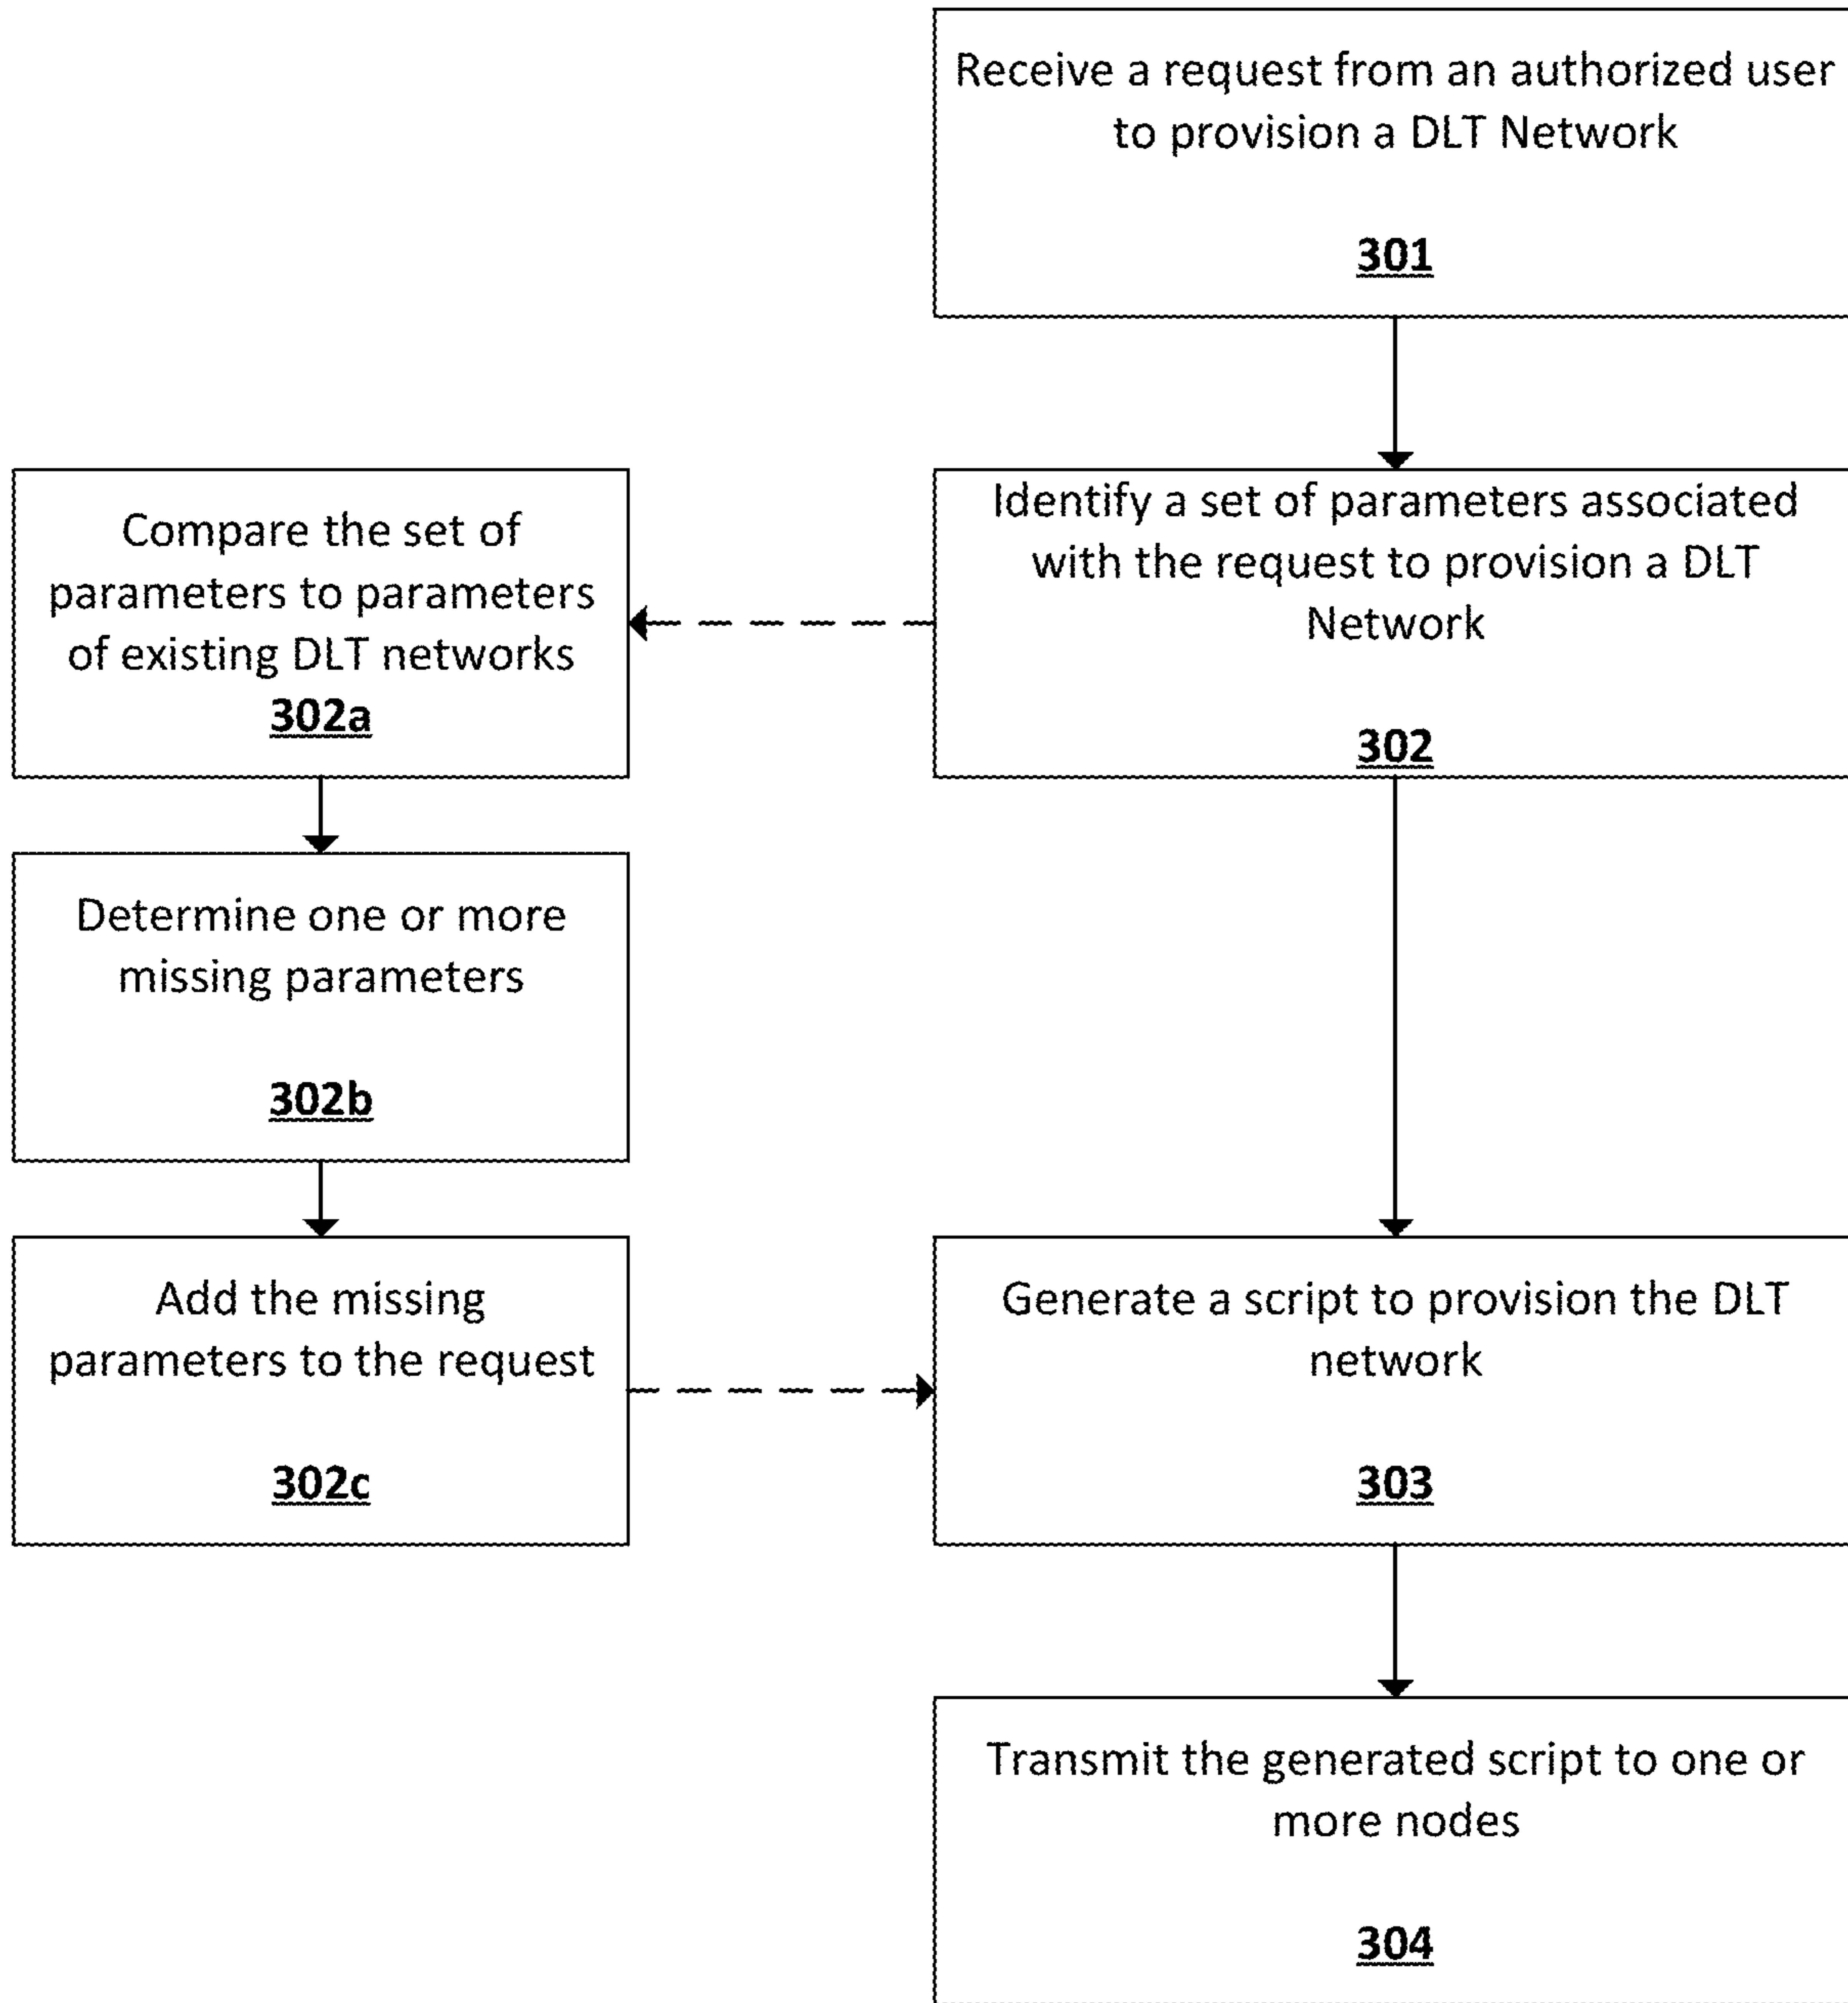 Receive a request from an authorized user
to provision a DLT Network
301
Identify a set of parameters associated
with the request to provision a DLT
Network
302
Compare the set of
parameters to parameters
of existing DLT networks
302a
Determine one or more
missing parameters
302b
Add the missing
parameters to the request
302c
Generate a script to provision the DLT
network
303
Transmit the generated script to one or
more nodes
304